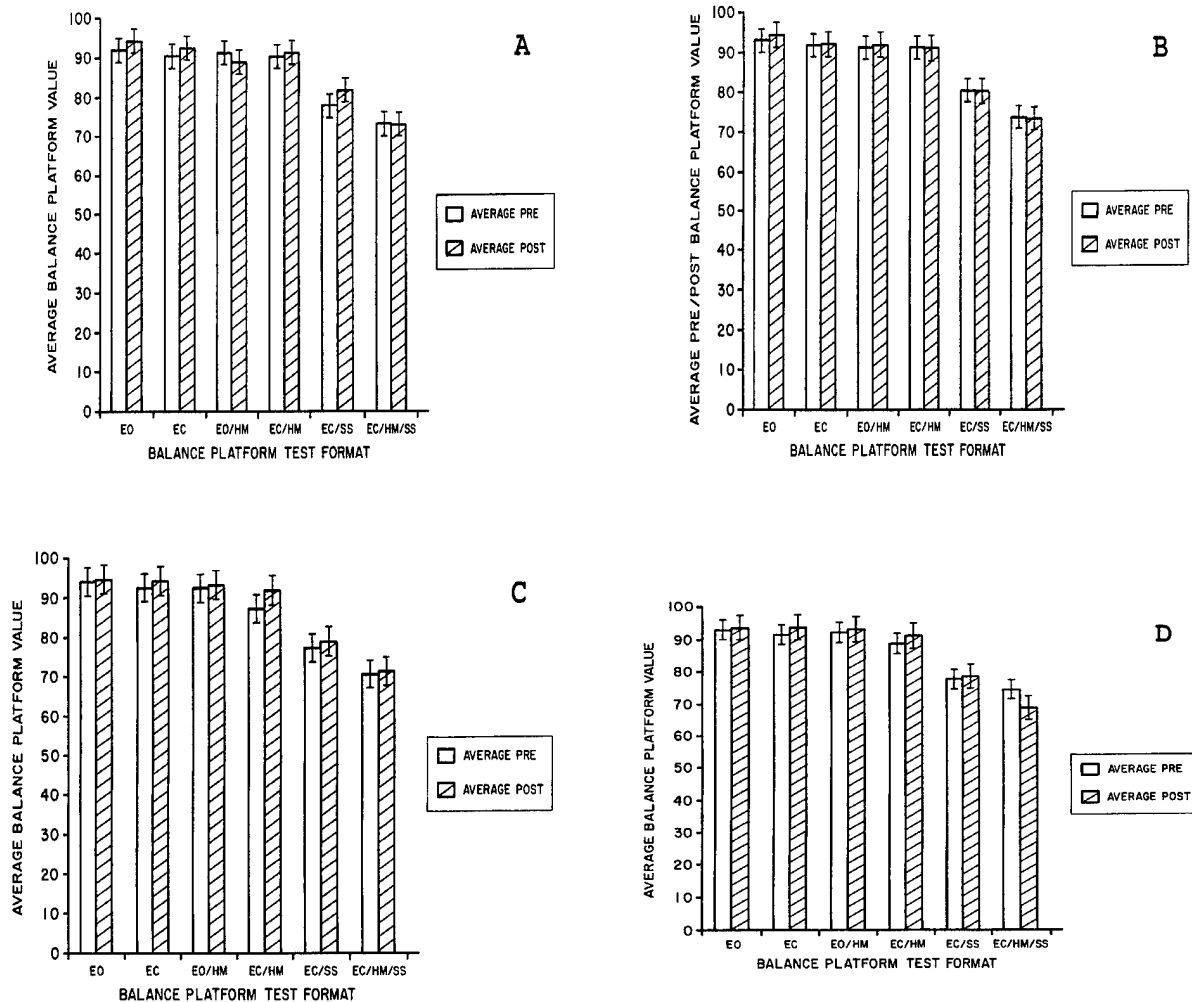 A
AVERAGE BALANCE PLATFORM VALUE
100
90
80
70
60
50
40
30
20
10
0
EO EC EO/HM EC/HM EC/SS EC/HM/SS
BALANCE PLATFORM TEST FORMAT
AVERAGE PRE
AVERAGE POST
B
AVERAGE PRE/POST BALANCE PLATFORM VALUE
100
90
80
70
60
50
40
30
20
10
0
EO EC EO/HM EC/HM EC/SS EC/HM/SS
BALANCE PLATFORM TEST FORMAT
AVERAGE PRE
AVERAGE POST
C
AVERAGE BALANCE PLATFORM VALUE
100
90
80
70
60
50
40
30
20
10
0
EO EC EO/HM EC/HM EC/SS EC/HM/SS
BALANCE PLATFORM TEST FORMAT
AVERAGE PRE
AVERAGE POST
D
AVERAGE BALANCE PLATFORM VALUE
100
90
80
70
60
50
40
30
20
10
0
EO EC EO/HM EC/HM EC/SS EC/HM/SS
BALANCE PLATFORM TEST FORMAT
AVERAGE PRE
AVERAGE POST